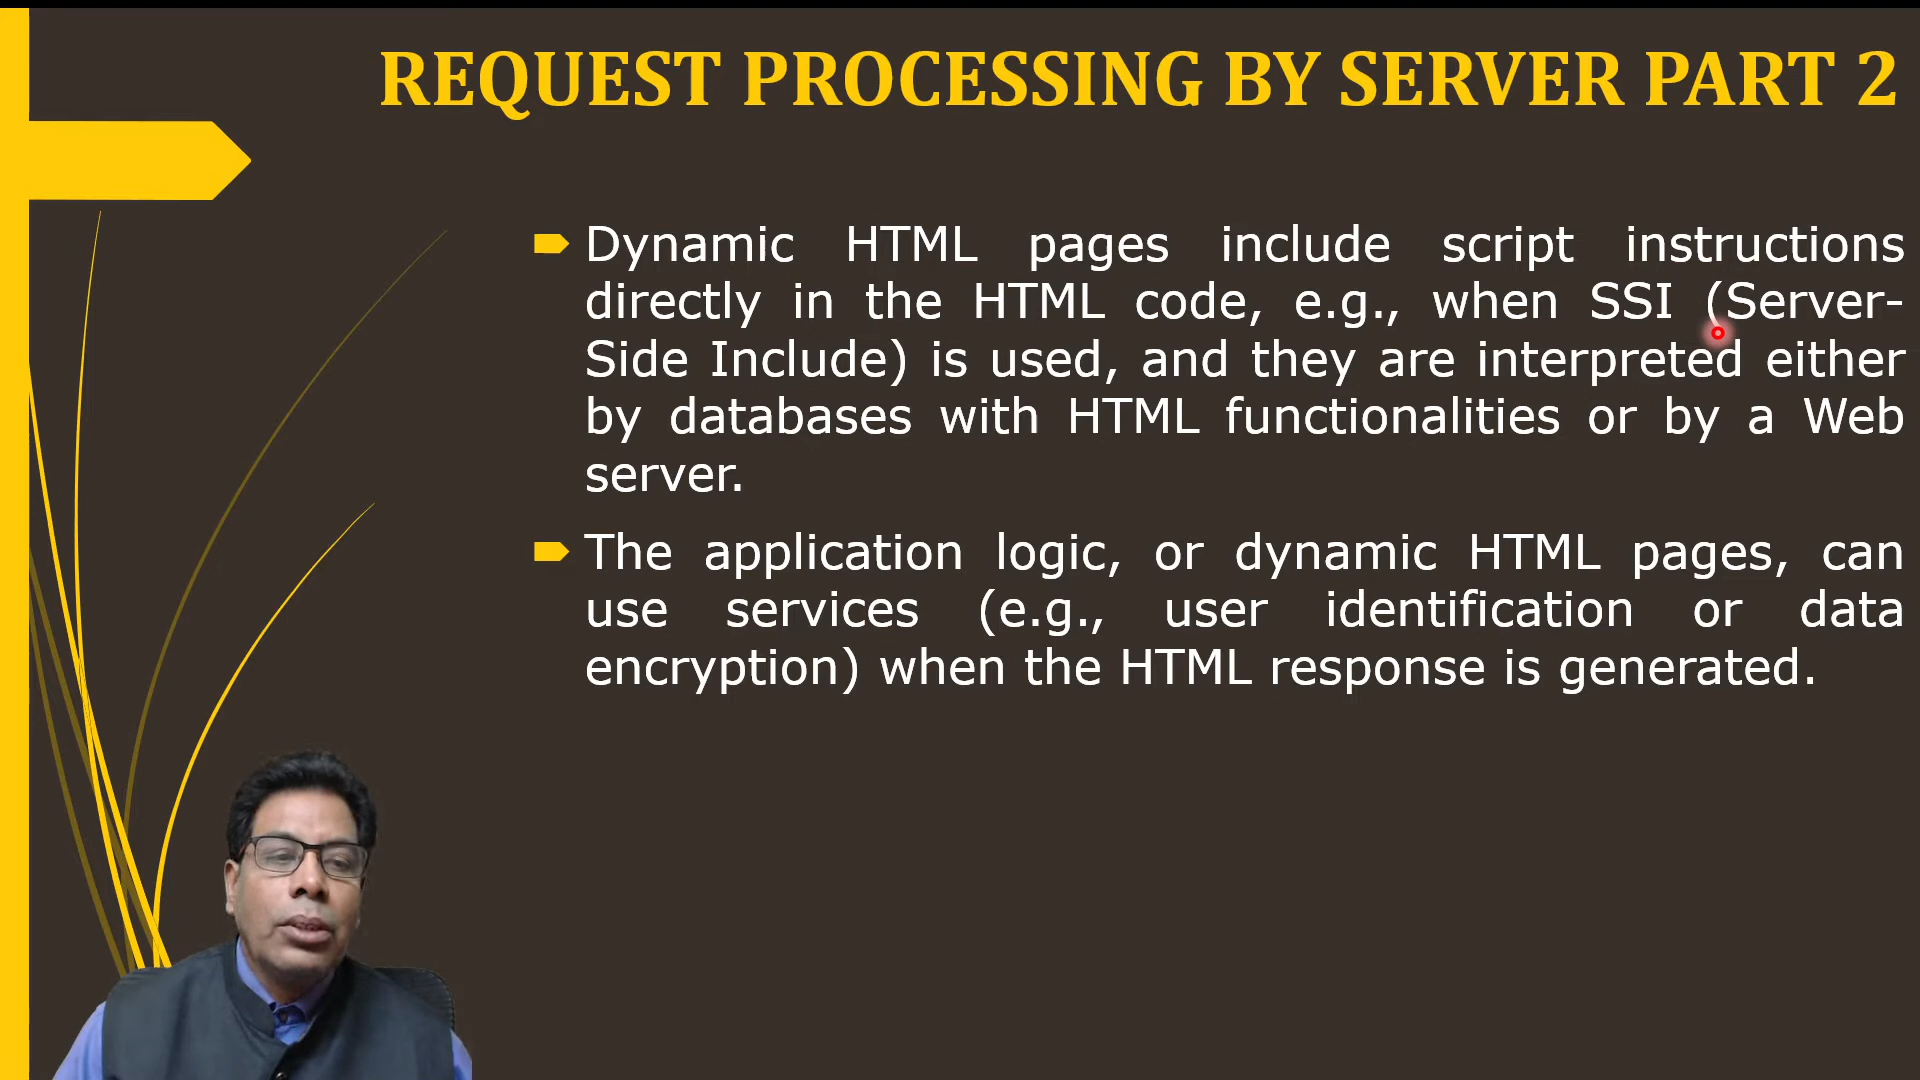 REQUEST PROCESSING BY SERVER PART 2
Dynamic HTML pages include script instructions
directly in the HTML code, e.g., when SSI (Server-
Side Include) is used, and they are interpreted either
by databases with HTML functionalities or by a Web
server.
The application logic, or dynamic HTML pages, can
use services (e.g., user identification or data
encryption) when the HTML response is generated.